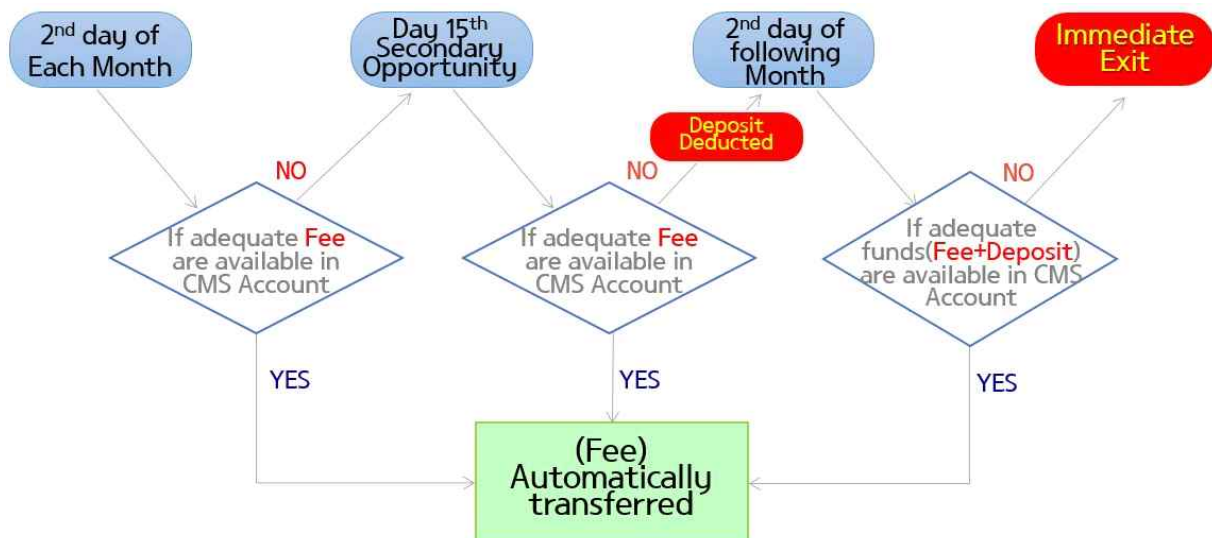 2nd day of
Each Month
Day 15th
Secondary
Opportunity
2nd day of
following
Month
Immediate
Exit
Deposit
Deducted
NO
NO
NO
If adequate Fee
are available in
CMS Account
If adequate Fee
are available in
CMS Account
If adequate
funds(Fee+Deposit)
are available in CMS
Account
YES
YES
YES
(Fee)
Automatically
transferred